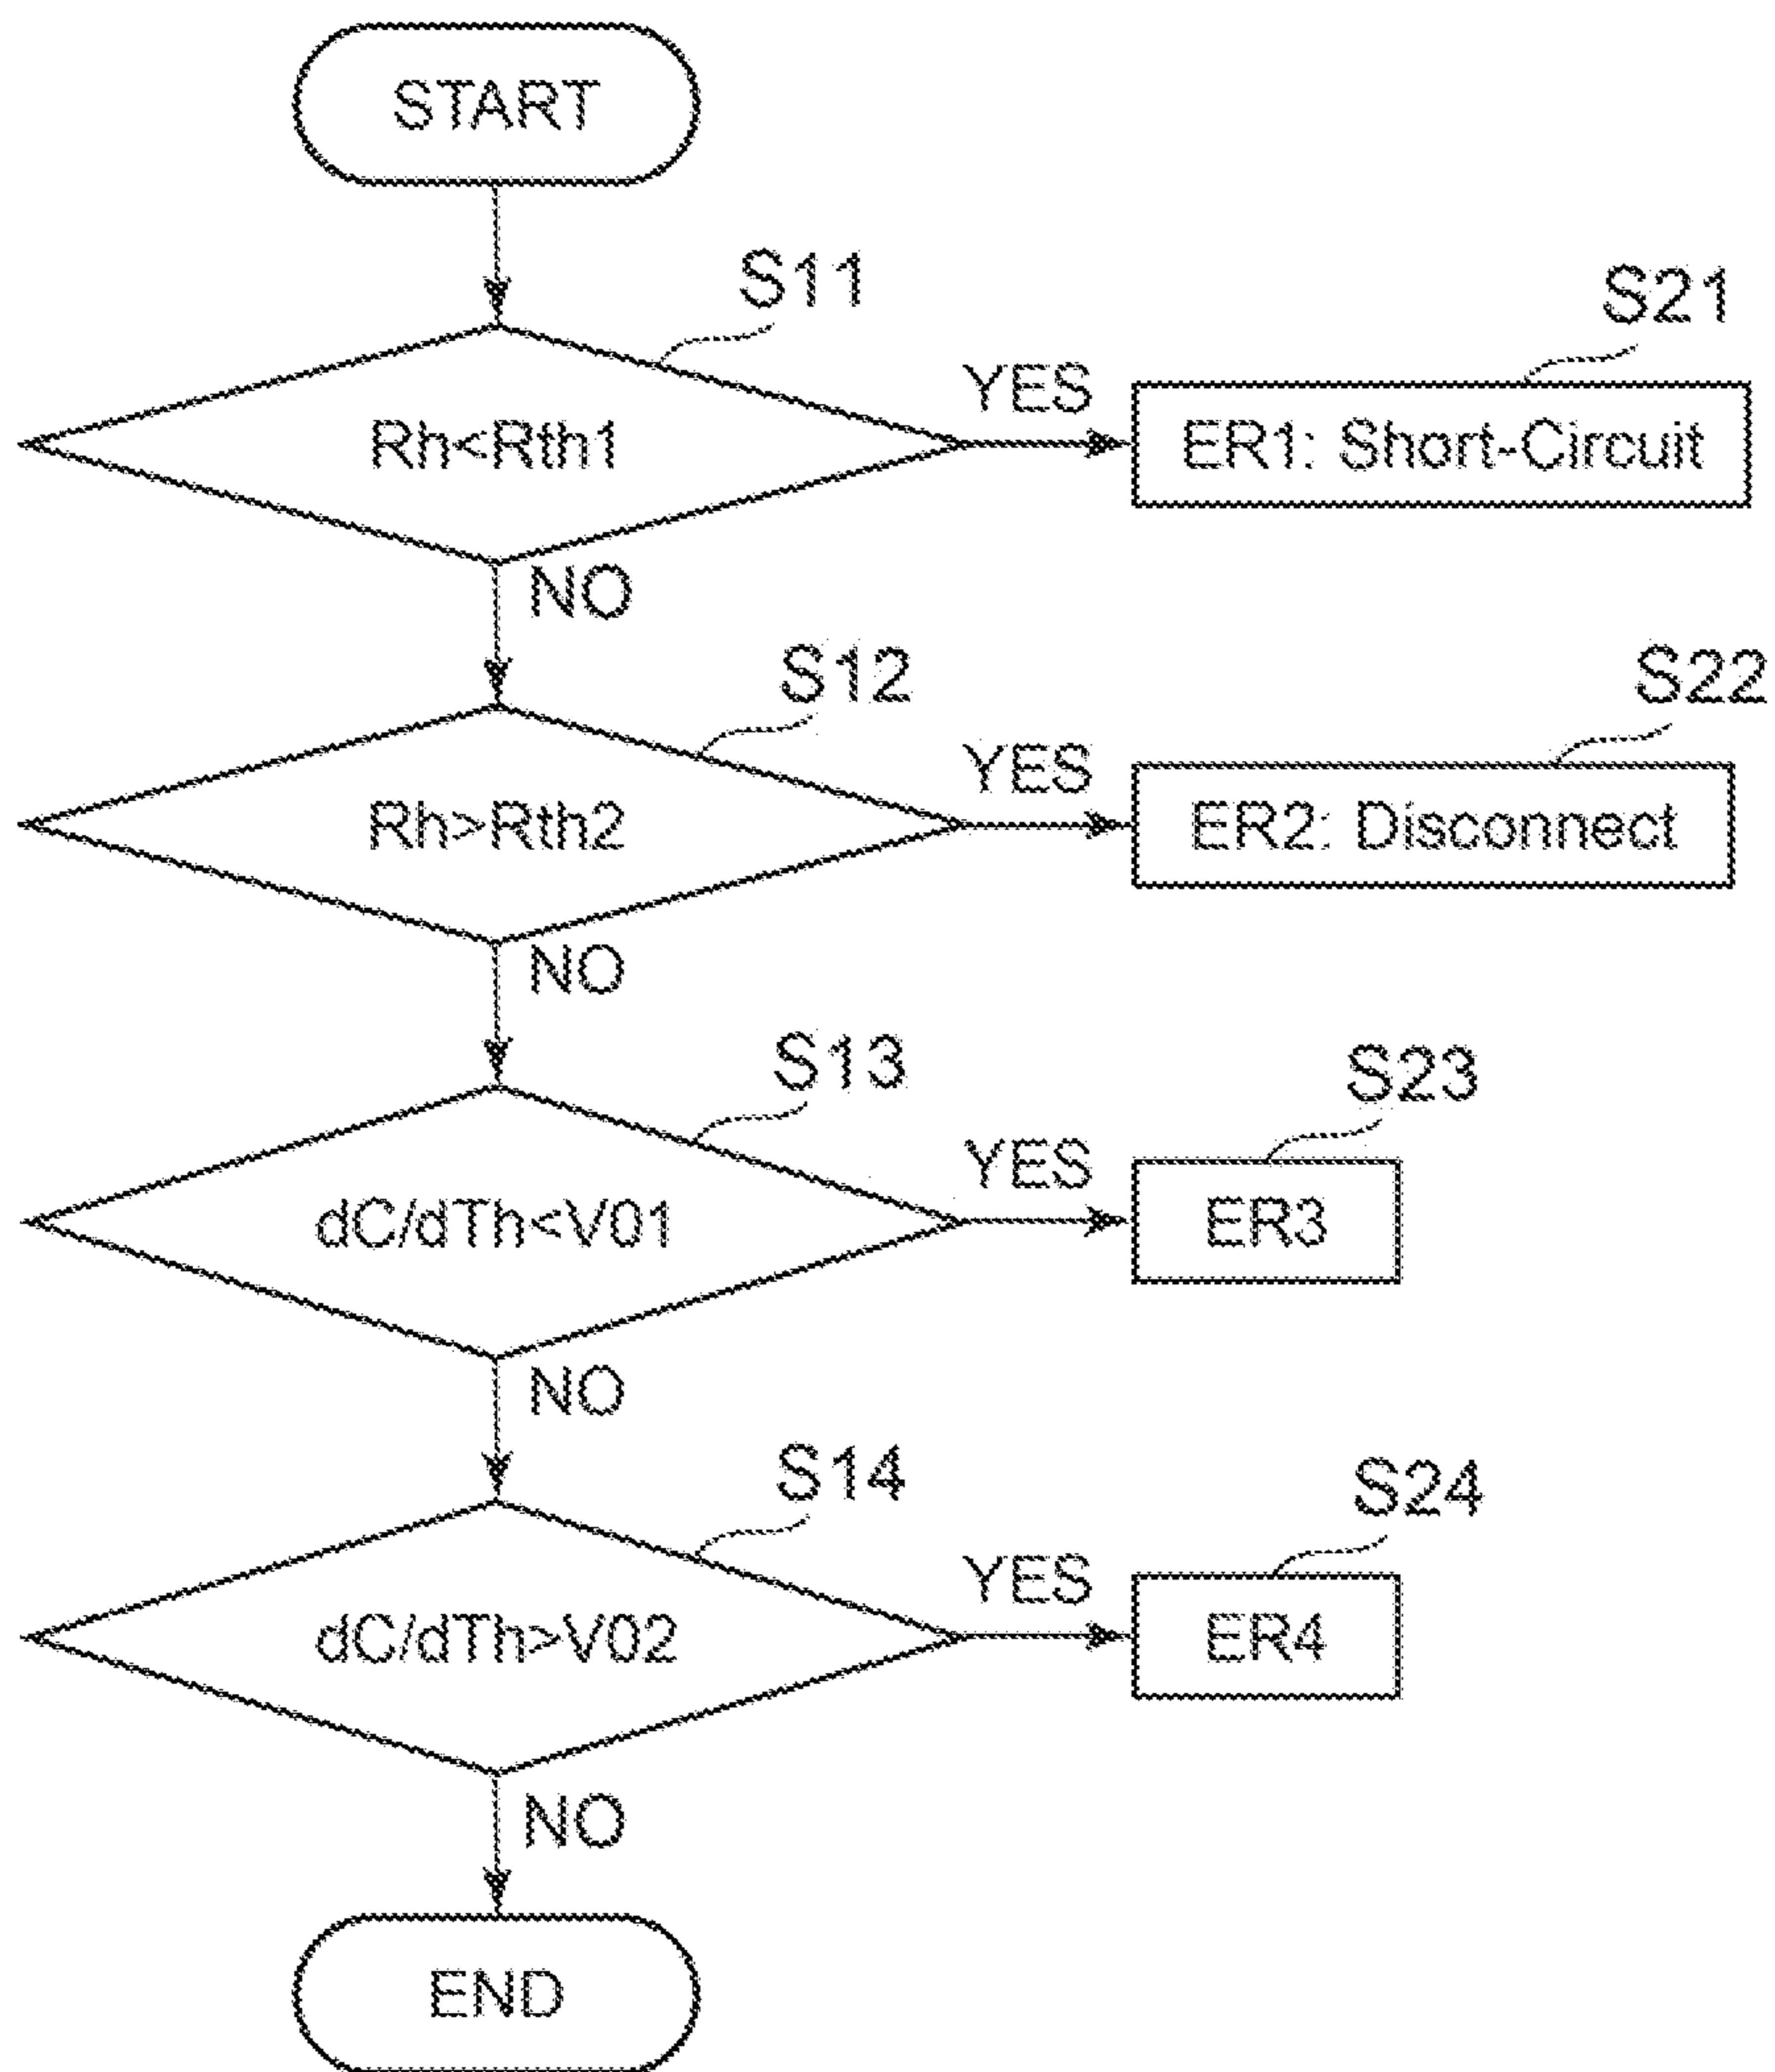 START
S11
S21
Rh<Rth1
YES
ER1: Short-Circuit
NO
S12
S22
Rh>Rth2
YES
ER2: Disconnect
NO
S13
S23
dC/dTh<V01
YES
ER3
NO
S14
S24
dC/dTh>V02
YES
ER4
NO
END